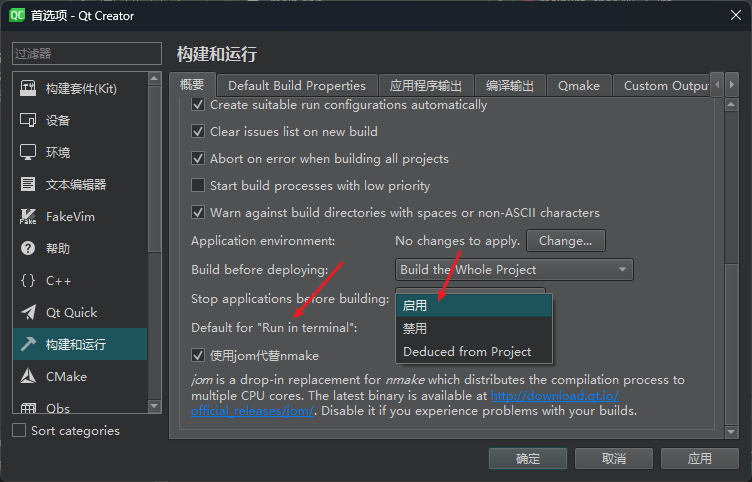 QC
首选项 - Qt Creator
过滤器
构建和运行
构建套件(Kit)
设备
环境
文本编辑器
FakeVim
帮助
C++
Qt Quick
构建和运行
CMake
Qbs
Sort categories
概要
Default Build Properties
应用程序输出
编译输出
Qmake
Custom Outpu
Create suitable run configurations automatically
Clear issues list on new build
Abort on error when building all projects
Start build processes with low priority
Warn against build directories with spaces or non-ASCII characters
Application environment:
No changes to apply.
Change...
Build before deploying:
Build the Whole Project
Stop applications before building:
Default for "Run in terminal":
启用
禁用
Deduced from Project
使用jom代替nmake
jom is a drop-in replacement for nmake which distributes the compilation process to
multiple CPU cores. The latest binary is available at http://download.qt.io/
official_releases/jom/. Disable it if you experience problems with your builds.
确定
取消
应用